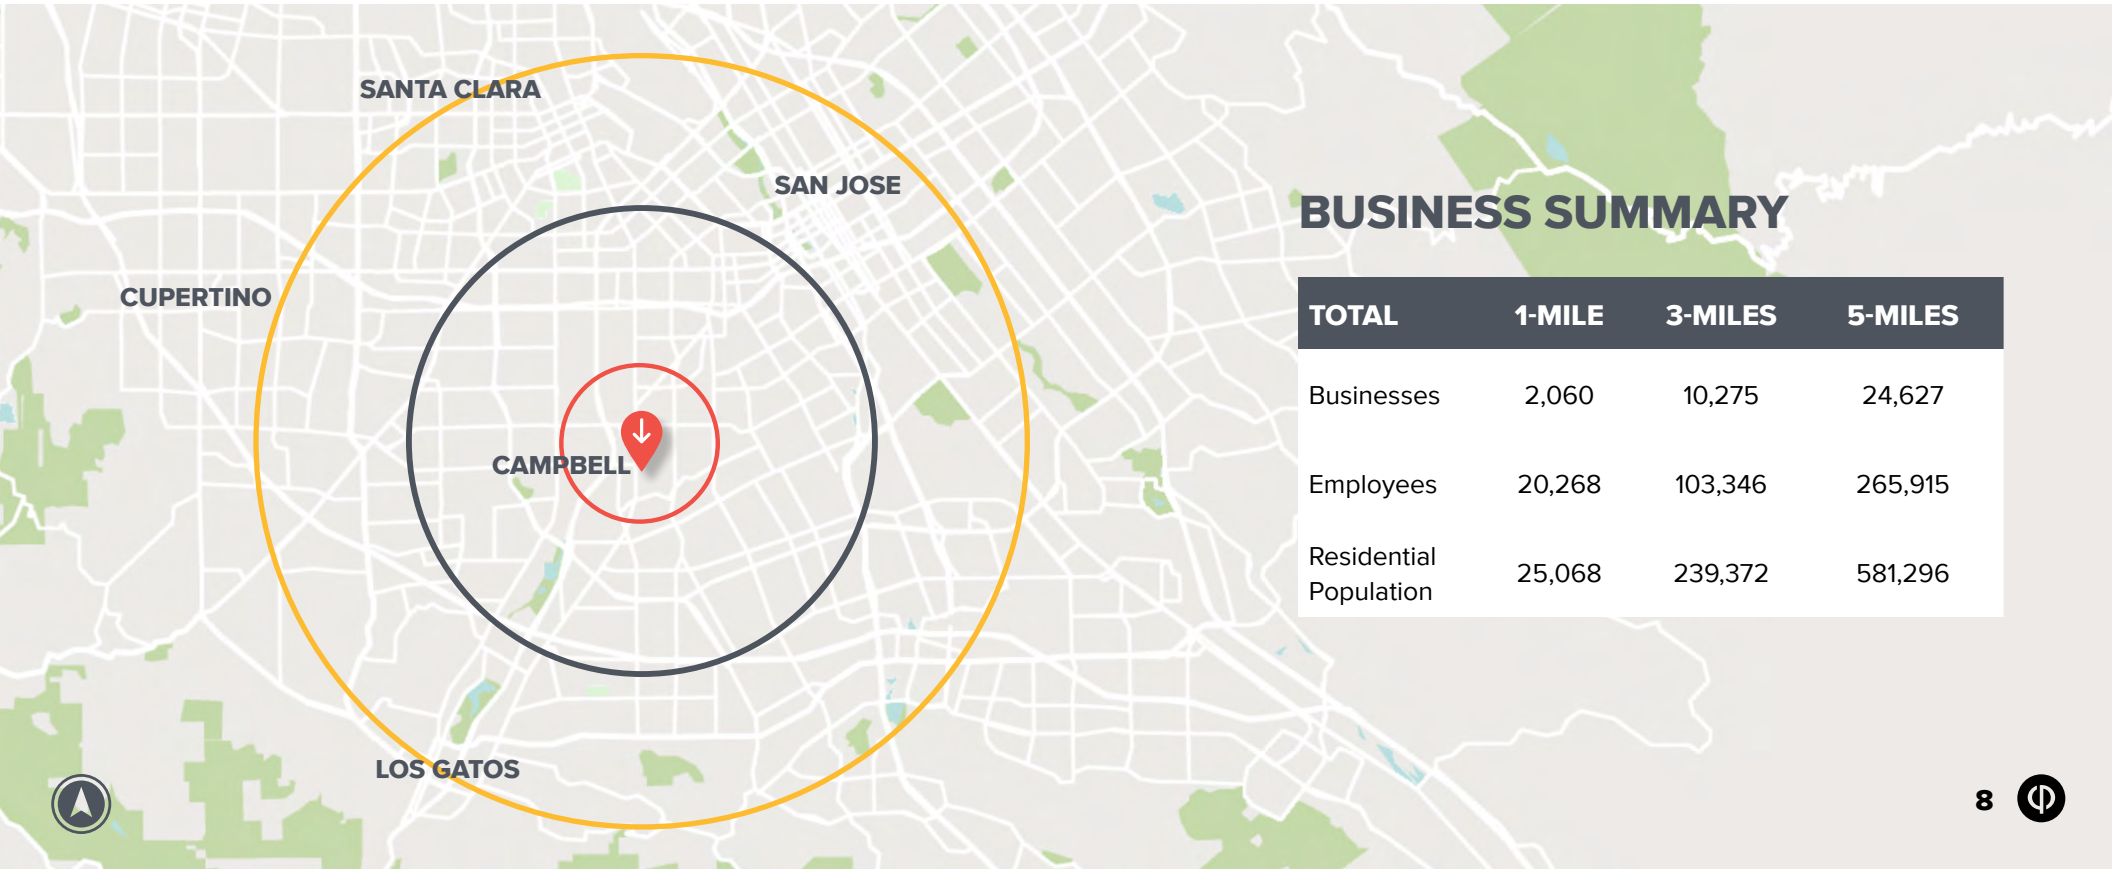 SANTA CLARA
SAN JOSE
CUPERTINO
CAMPBELL
LOS GATOS
BUSINESS SUMMARY
TOTAL 1-MILE 3-MILES 5-MILES
Businesses 2,060 10,275 24,627
Employees 20,268 103,346 265,915
Residential
Population 25,068 239,372 581,296
8